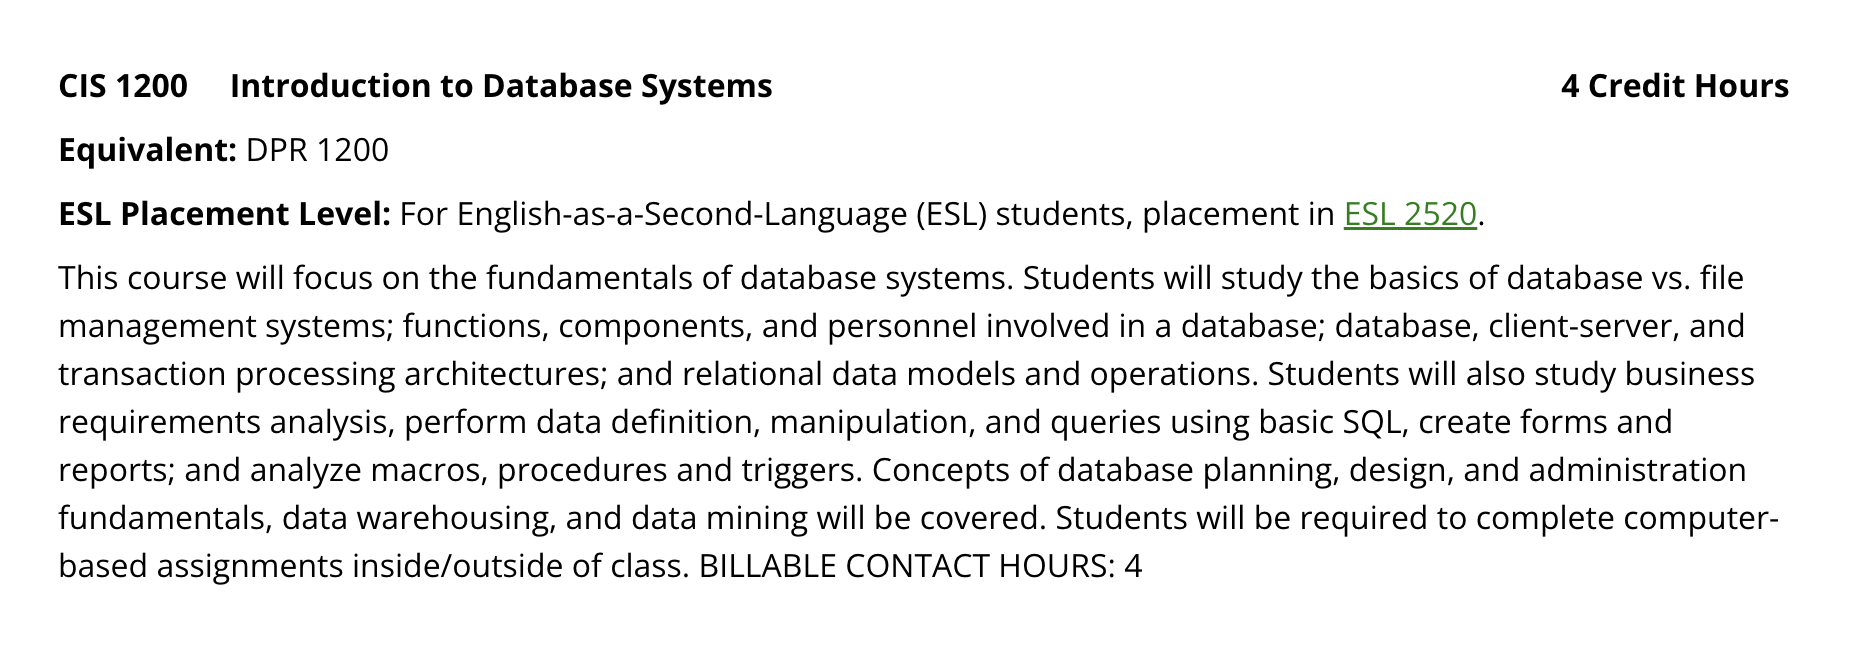 CIS 1200 Introduction to Database Systems 4 Credit Hours
Equivalent: DPR 1200
ESL Placement Level: For English-as-a-Second-Language (ESL) students, placement in ESL 2520.
This course will focus on the fundamentals of database systems. Students will study the basics of database vs. file
management systems; functions, components, and personnel involved in a database; database, client-server, and
transaction processing architectures; and relational data models and operations. Students will also study business
requirements analysis, perform data definition, manipulation, and queries using basic SQL, create forms and
reports; and analyze macros, procedures and triggers. Concepts of database planning, design, and administration
fundamentals, data warehousing, and data mining will be covered. Students will be required to complete computer-
based assignments inside/outside of class. BILLABLE CONTACT HOURS: 4